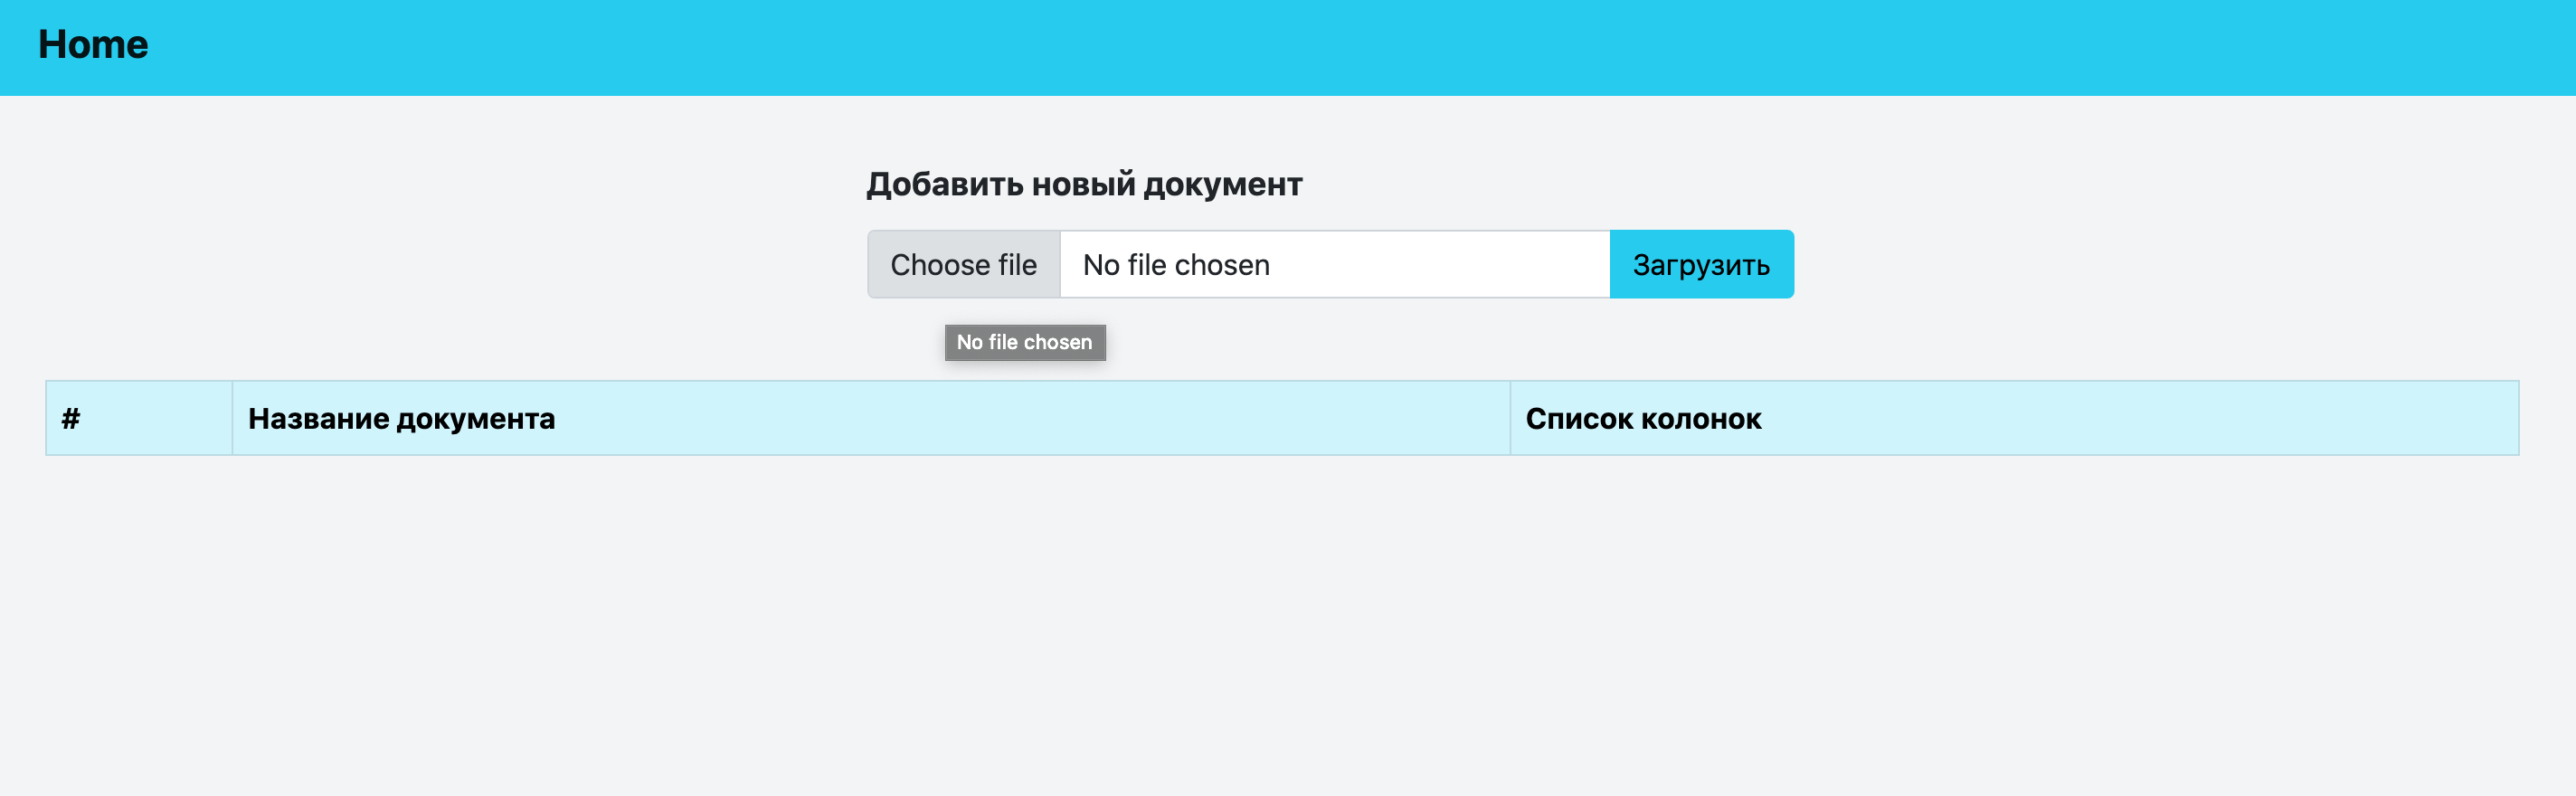 Home
Добавить новый документ
Choose file No file chosen Загрузить
No file chosen
# Название документа Список колонок